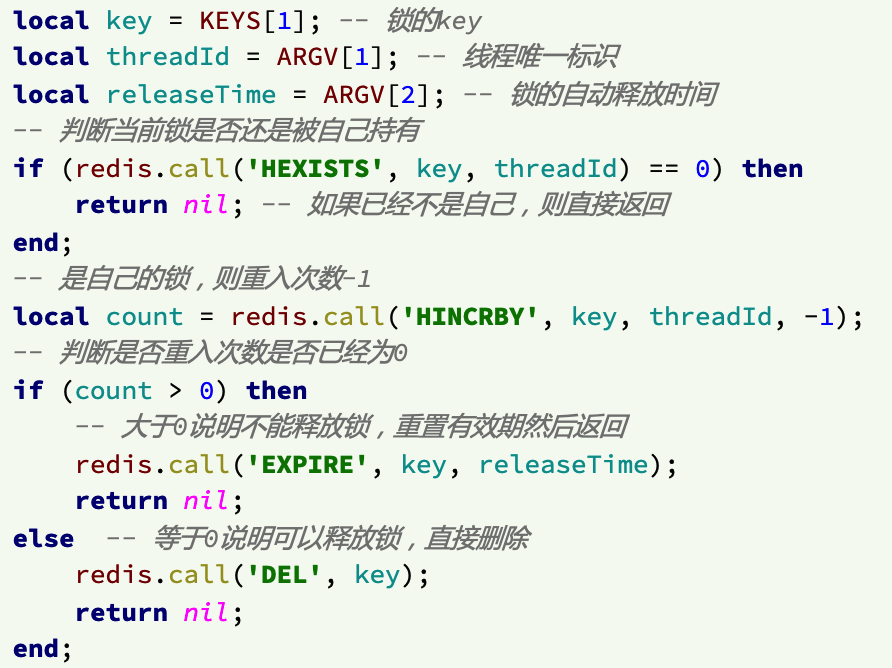 local key = KEYS[1]; -- 锁的key
local threadId = ARGV[1]; -- 线程唯一标识
local releaseTime = ARGV[2]; -- 锁的自动释放时间
-- 判断当前锁是否还是被自己持有
if (redis.call('HEXISTS', key, threadId) == 0) then
    return nil; -- 如果已经不是自己，则直接返回
end;
-- 是自己的锁，则重入次数-1
local count = redis.call('HINCRBY', key, threadId, -1);
-- 判断是否重入次数是否已经为0
if (count > 0) then
    -- 大于0说明不能释放锁，重置有效期然后返回
    redis.call('EXPIRE', key, releaseTime);
    return nil;
else  -- 等于0说明可以释放锁，直接删除
    redis.call('DEL', key);
    return nil;
end;